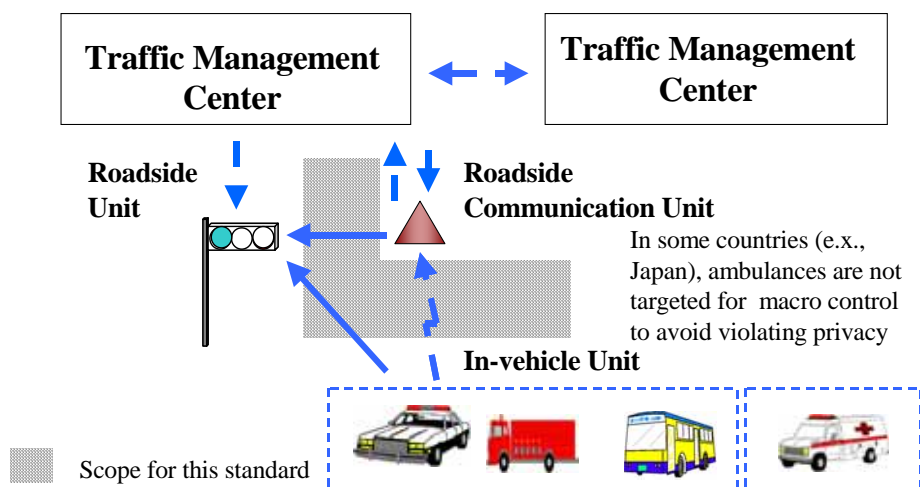 Traffic Management
Center
Traffic Management
Center
Roadside
Unit
Roadside
Communication Unit
In some countries (e.x.,
Japan), ambulances are not
targeted for macro control
to avoid violating privacy
In-vehicle Unit
Scope for this standard